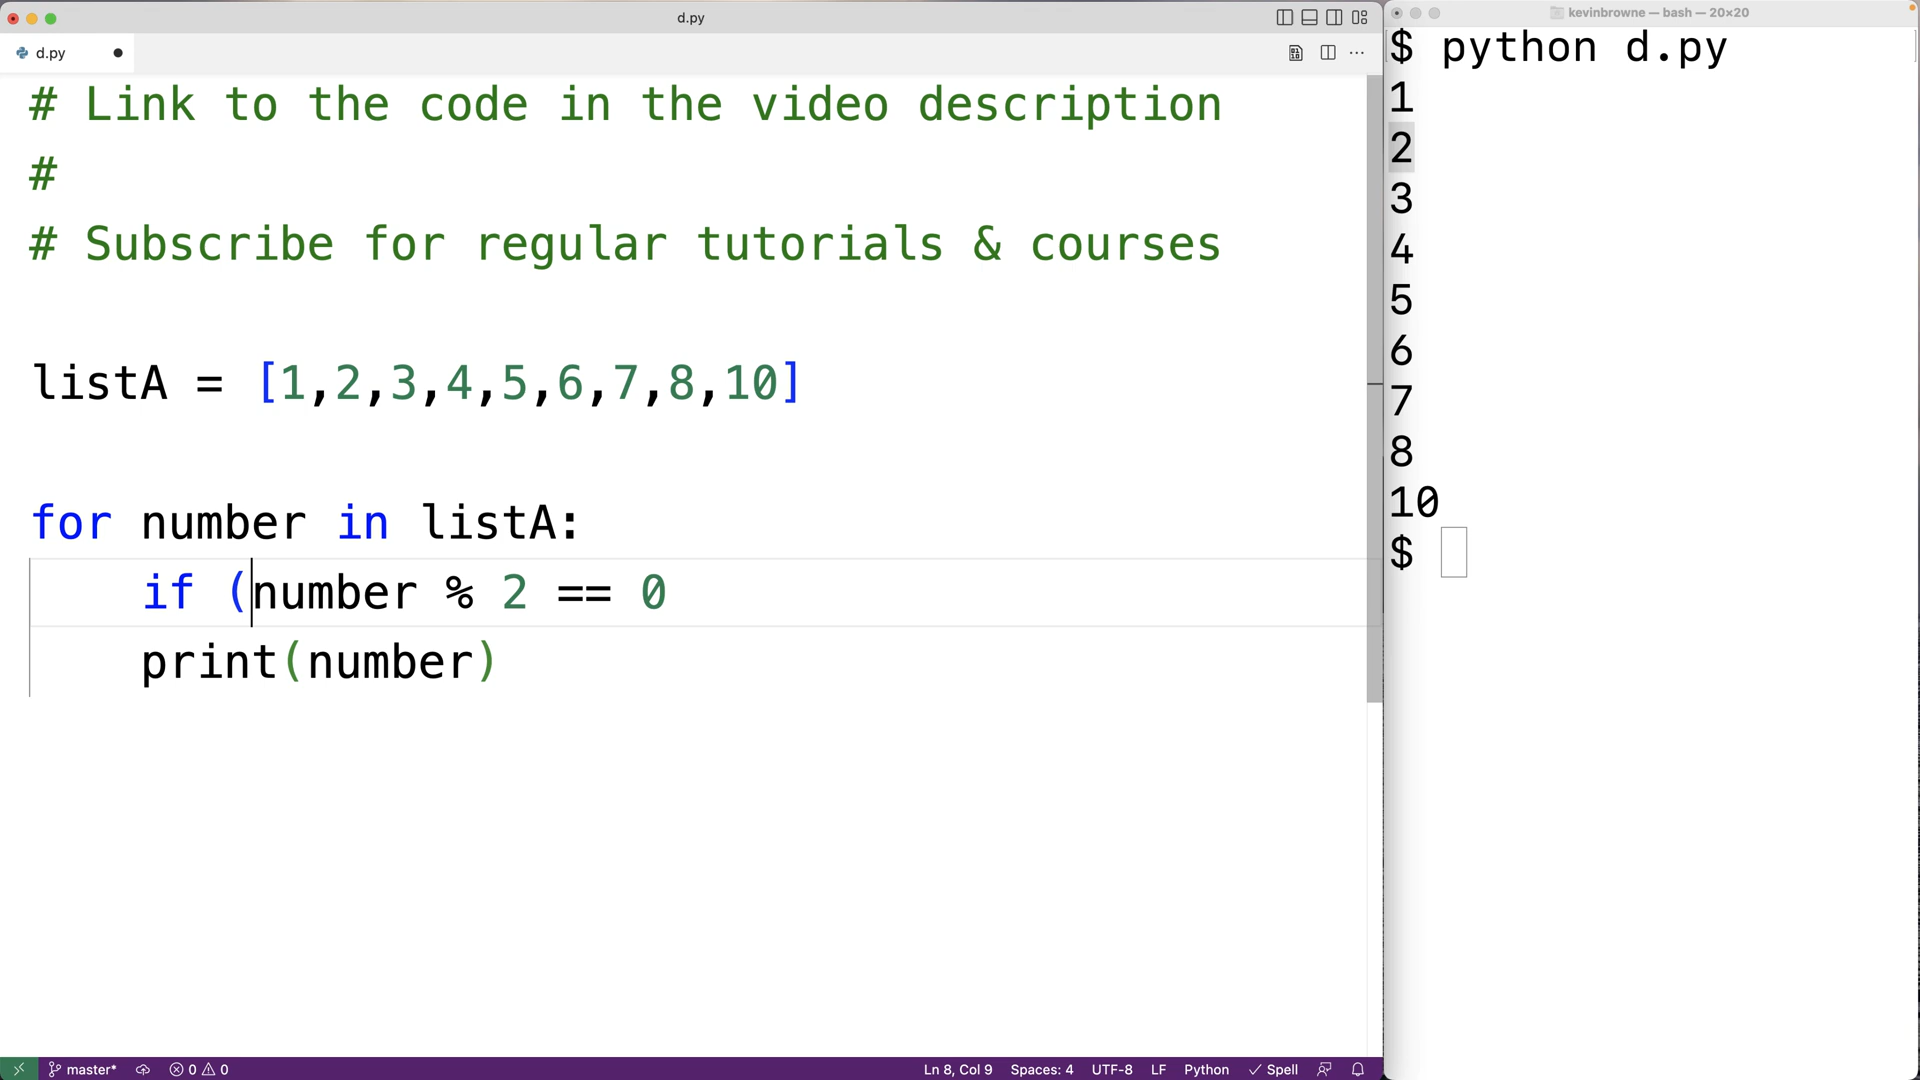 d.py
d.py
# Link to the code in the video description
#
# Subscribe for regular tutorials & courses
listA = [1,2,3,4,5,6,7,8,10]
for number in listA:
    if (number % 2 == 0
    print(number)
master* 0 0 Ln 8, Col 9 Spaces: 4 UTF-8 LF Python Spell
kevinbrowne — bash — 20×20
$ python d.py
1
2
3
4
5
6
7
8
10
$